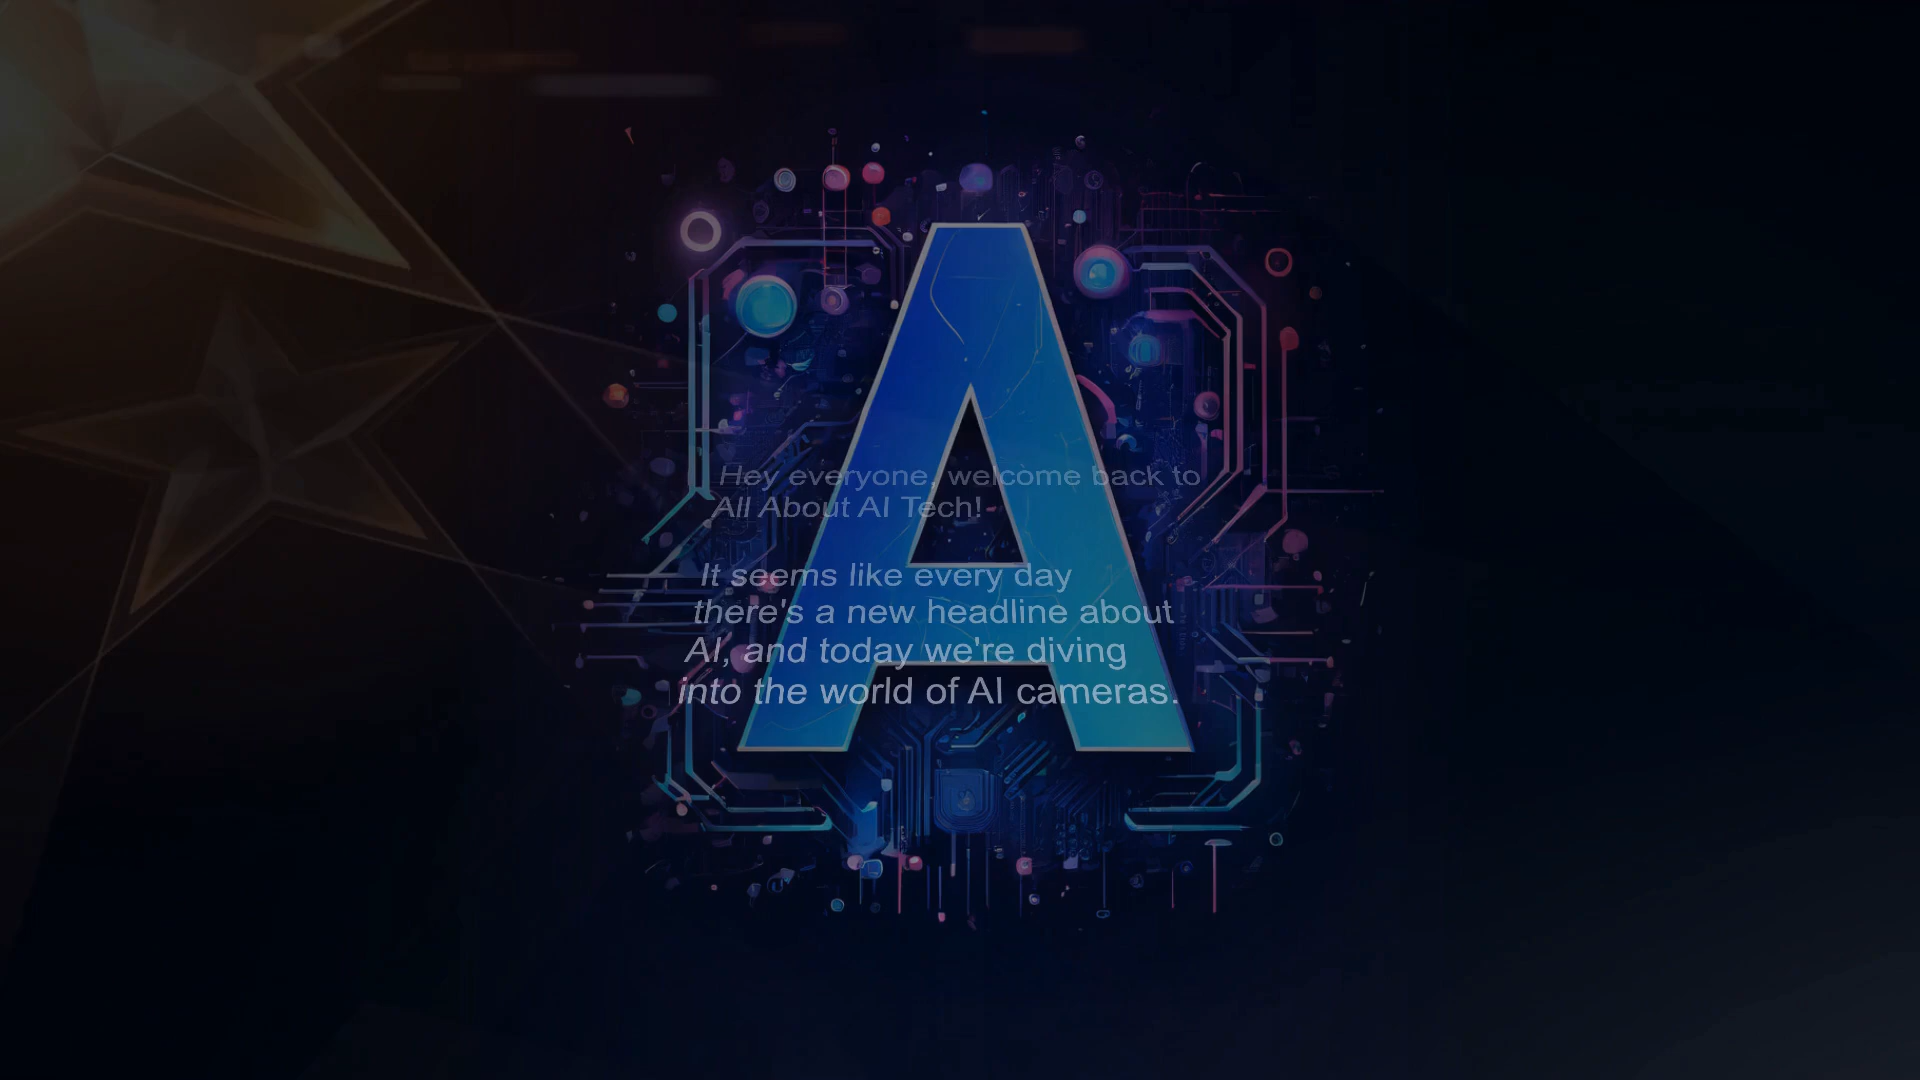 A
Hey everyone, welcome back to
All About AI Tech!
It seems like every day
there's a new headline about
AI, and today we're diving
into the world of AI cameras.